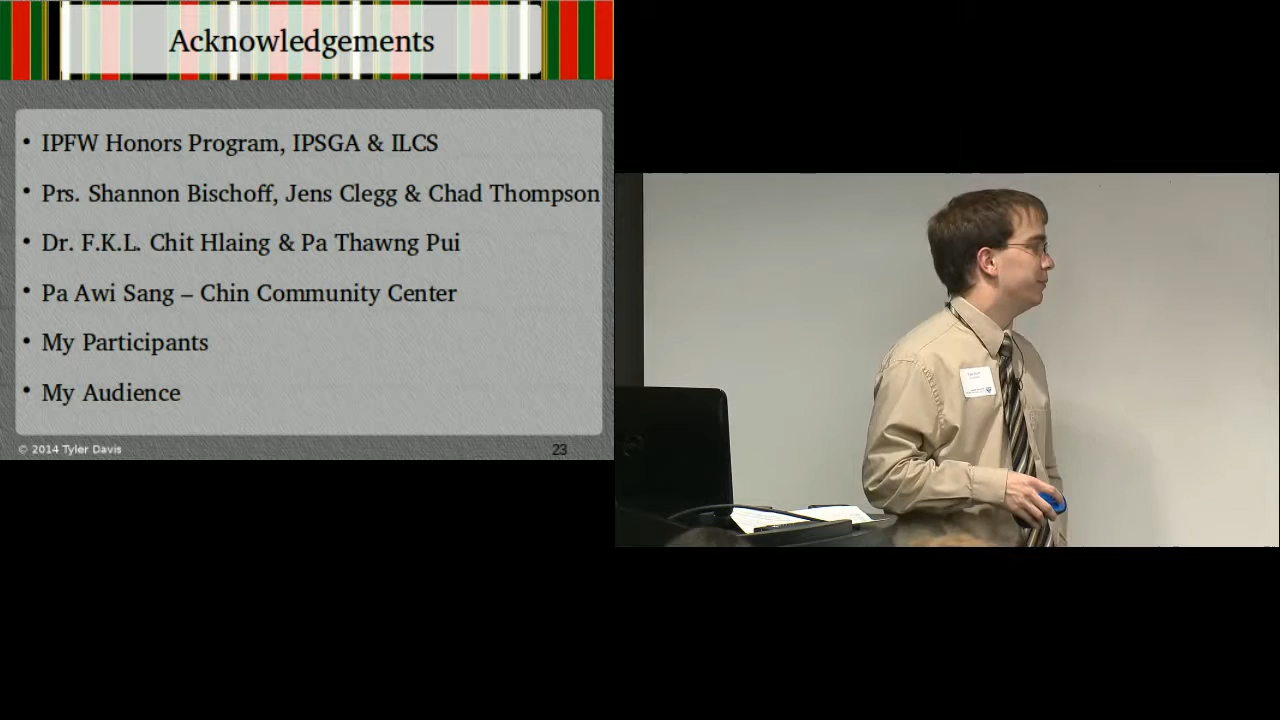 Acknowledgements
• IPFW Honors Program, IPSGA & ILCS
• Prs. Shannon Bischoff, Jens Clegg & Chad Thompson
• Dr. F.K.L. Chit Hlaing & Pa Thawng Pui
• Pa Awi Sang – Chin Community Center
• My Participants
• My Audience
© 2014 Tyler Davis
23